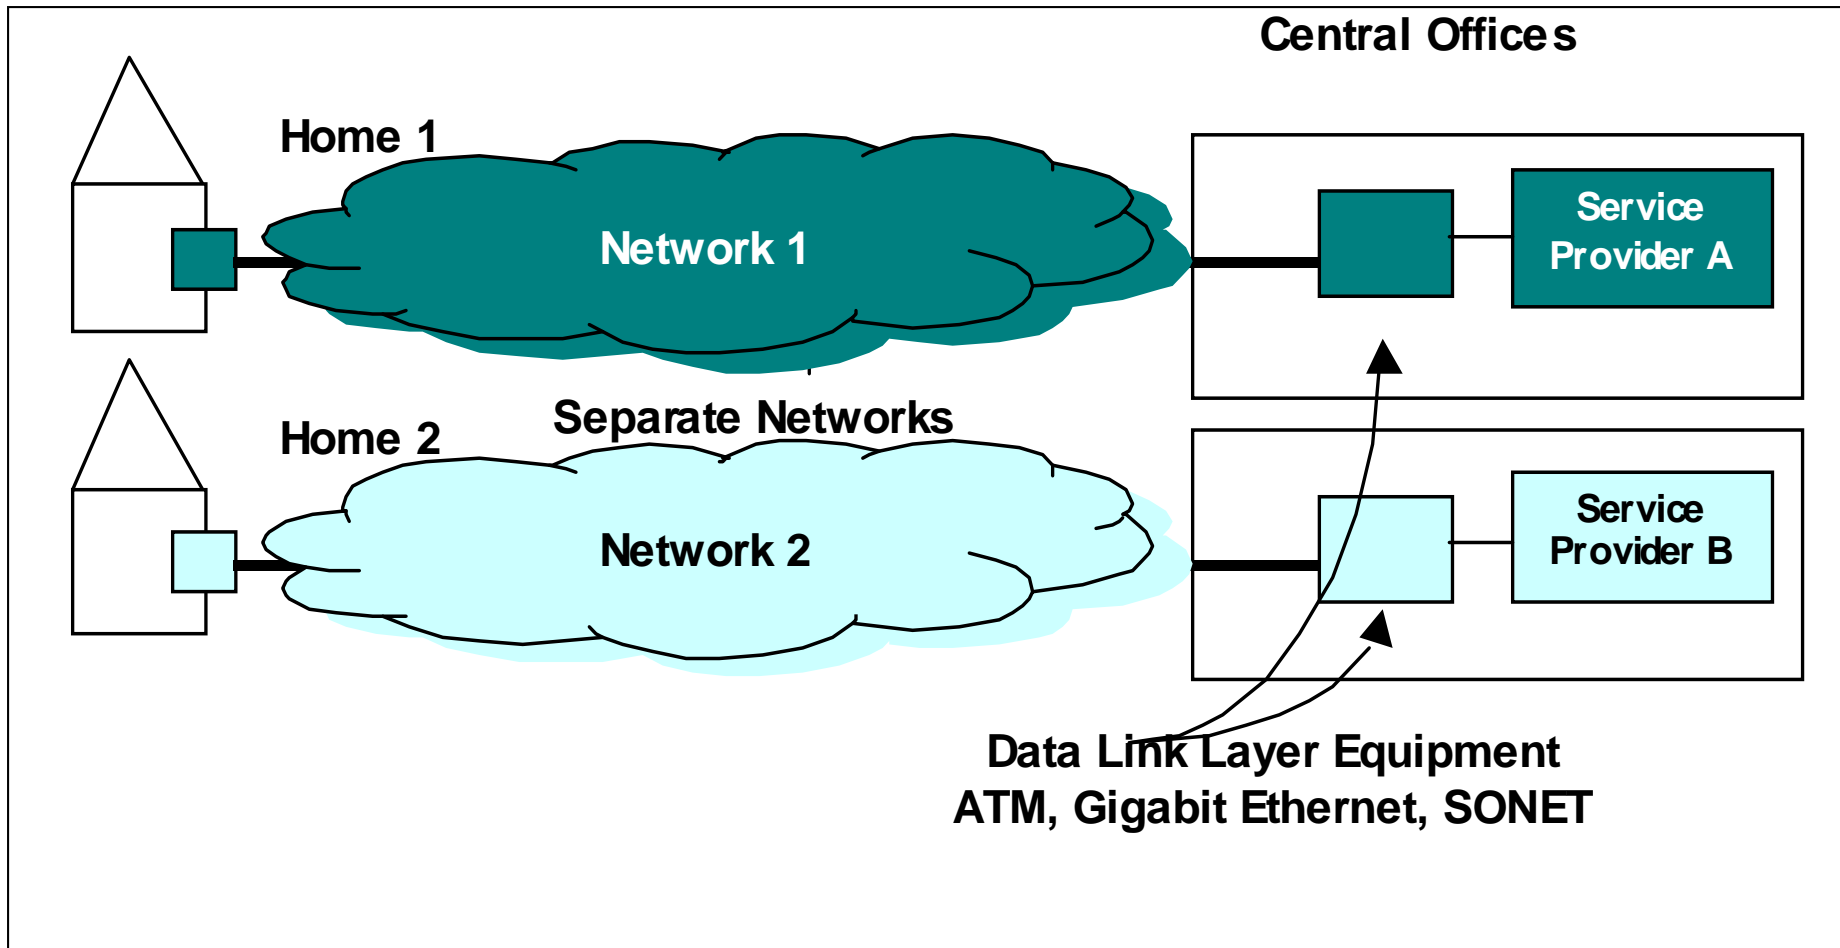 Central Offices
Home 1
Network 1
Service
Provider A
Separate Networks
Home 2
Network 2
Service
Provider B
Data Link Layer Equipment
ATM, Gigabit Ethernet, SONET